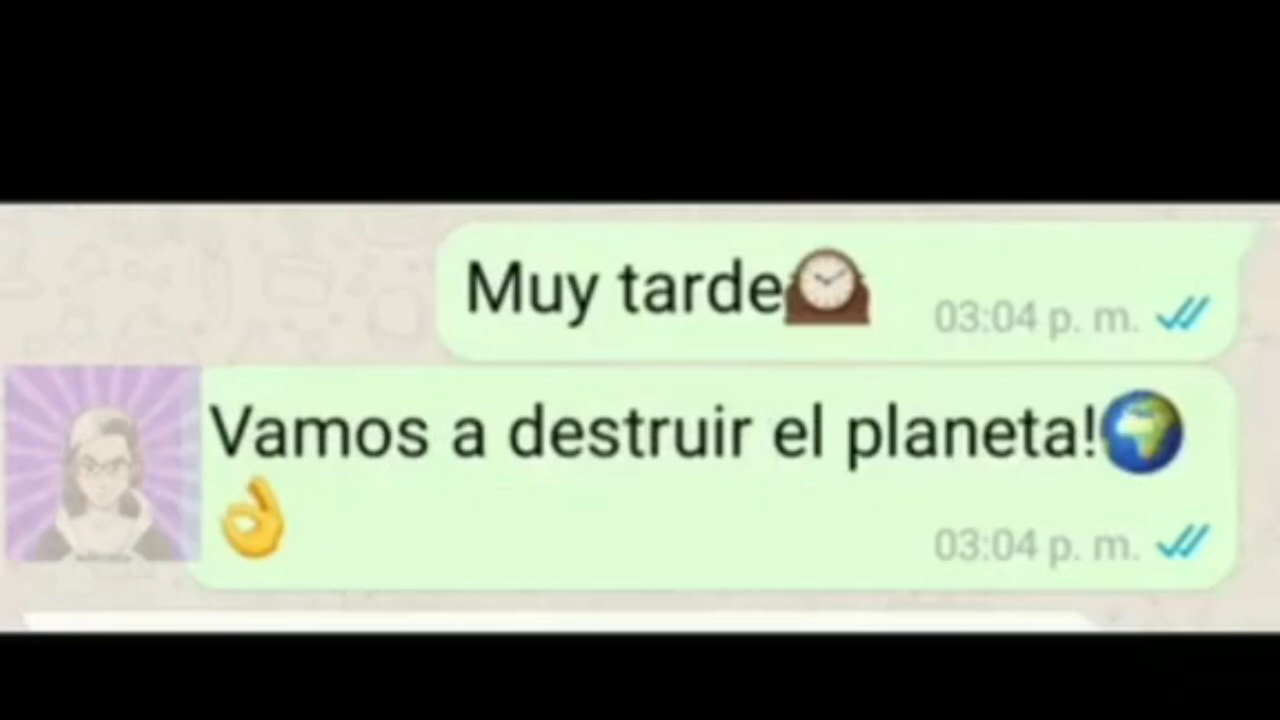 Muy tarde🕰️
03:04 p. m.
Vamos a destruir el planeta!🌍
👌
03:04 p. m.